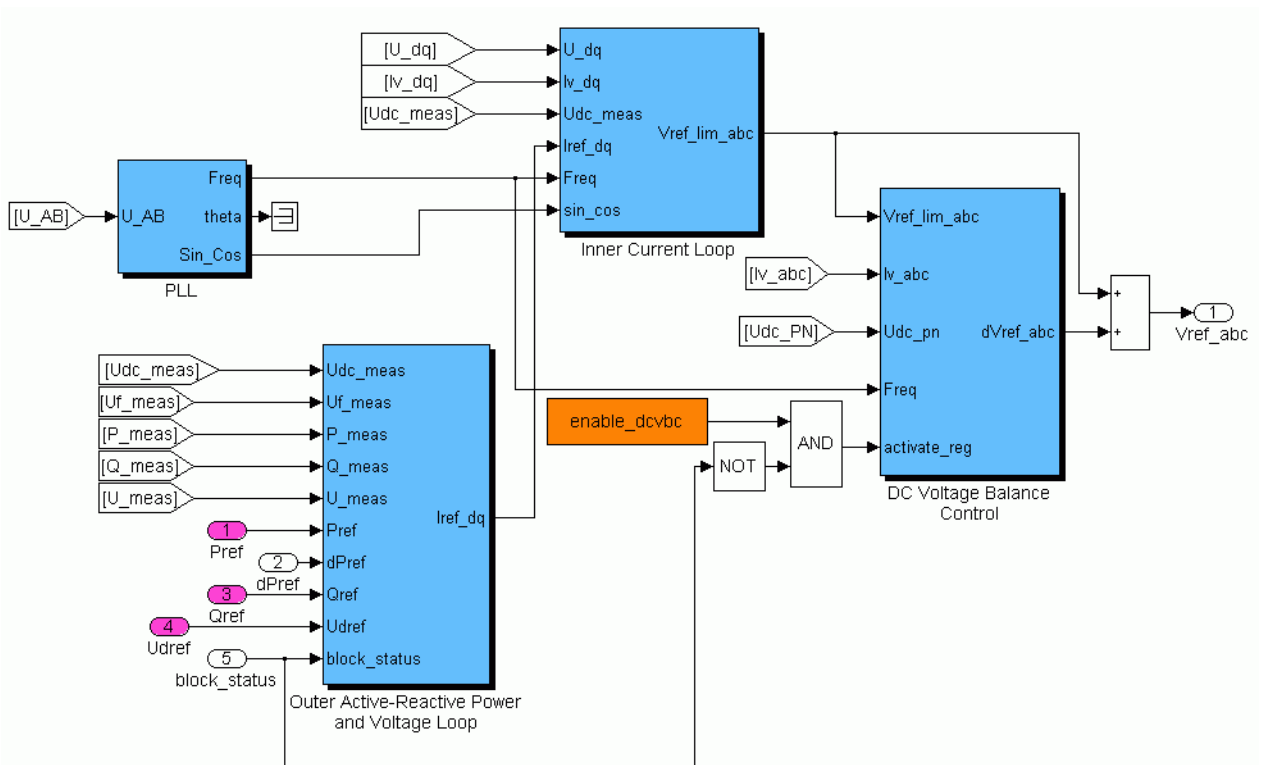 [U_dq]
[Iv_dq]
[Udc_meas]
U_dq
Iv_dq
Udc_meas
Iref_dq
Freq
sin_cos
Vref_lim_abc
Inner Current Loop
[U_AB]
U_AB
Freq
theta
Sin_Cos
PLL
[Iv_abc]
[Udc_PN]
Vref_lim_abc
Iv_abc
Udc_pn
Freq
activate_reg
dVref_abc
DC Voltage Balance
Control
+
+
1
Vref_abc
enable_dcvbc
NOT
AND
[Udc_meas]
[Uf_meas]
[P_meas]
[Q_meas]
[U_meas]
1
Pref
2
dPref
3
Qref
4
Udref
5
block_status
Udc_meas
Uf_meas
P_meas
Q_meas
U_meas
Pref
dPref
Qref
Udref
block_status
Iref_dq
Outer Active-Reactive Power
and Voltage Loop